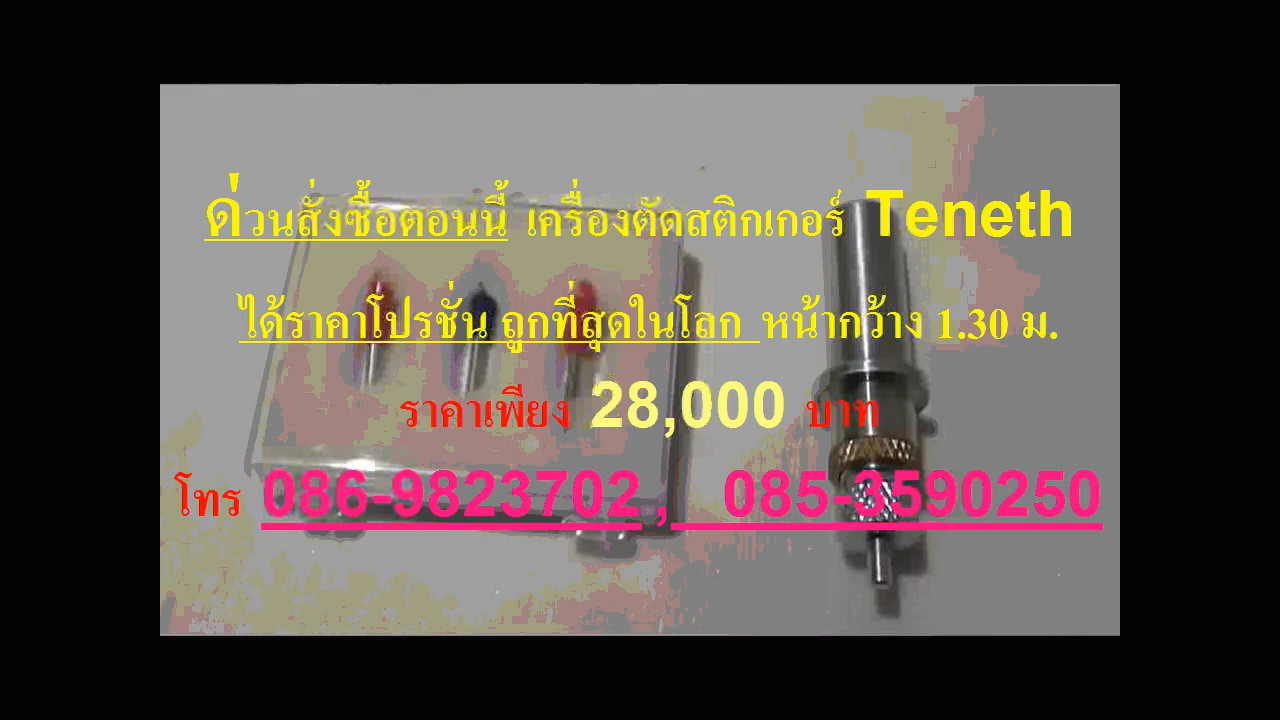 ด่วนสั่งซื้อตอนนี้ เครื่องตัดสติกเกอร์ Teneth
ได้ราคาโปรชั่น ถูกที่สุดในโลก หน้ากว้าง 1.30 ม.
ราคาเพียง 28,000 บาท
โทร 086-9823702 , 085-3590250